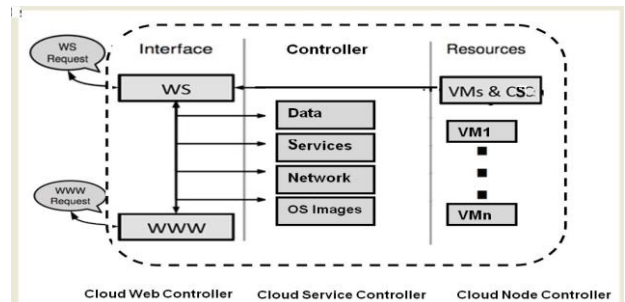 WS
Request
Interface
Controller
Resources
WS
VMs & CSC
Data
VM1
Services
Network
WWW
Request
OS Images
VMn
WWW
Cloud Web Controller
Cloud Service Controller
Cloud Node Controller